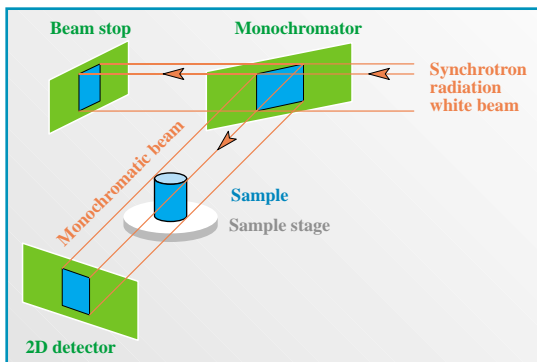 Beam stop
Monochromator
Synchrotron
radiation
white beam
Monochromatic beam
Sample
Sample stage
2D detector